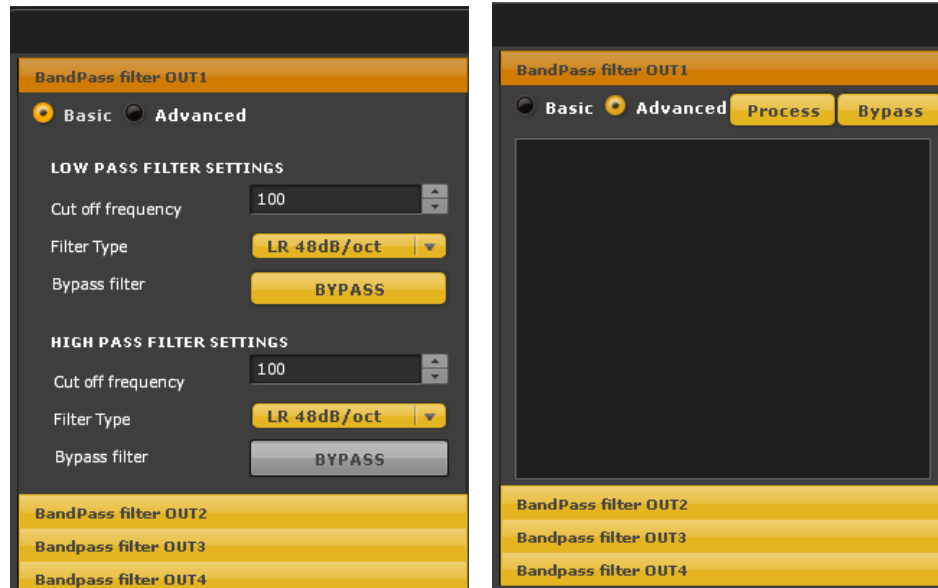 BandPass filter OUT1
Basic Advanced
LOW PASS FILTER SETTINGS
Cut off frequency 100
Filter Type LR 48dB/oct
Bypass filter BYPASS
HIGH PASS FILTER SETTINGS
Cut off frequency 100
Filter Type LR 48dB/oct
Bypass filter BYPASS
BandPass filter OUT2
Bandpass filter OUT3
Bandpass filter OUT4
BandPass filter OUT1
Basic Advanced Process Bypass
BandPass filter OUT2
Bandpass filter OUT3
Bandpass filter OUT4